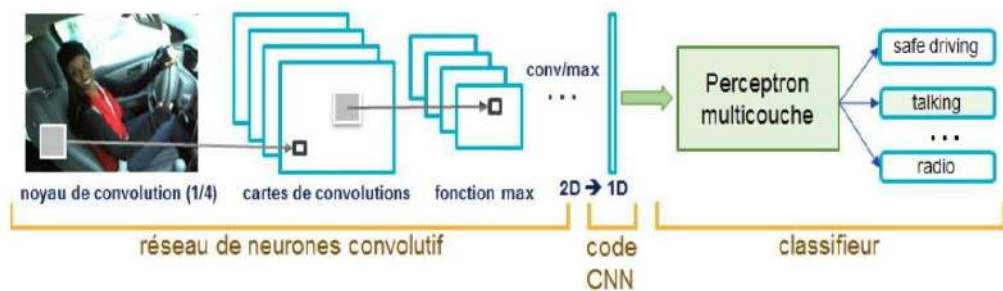 conv/max
...
Perceptron
multicouche
safe driving
talking
...
radio
noyau de convolution (1/4)
cartes de convolutions
fonction max
2D → 1D
réseau de neurones convolutif
code
CNN
classifieur